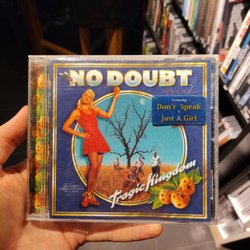 NO DOUBT
Featuring
Don't Speak
Just A Girl
Tragic Kingdom